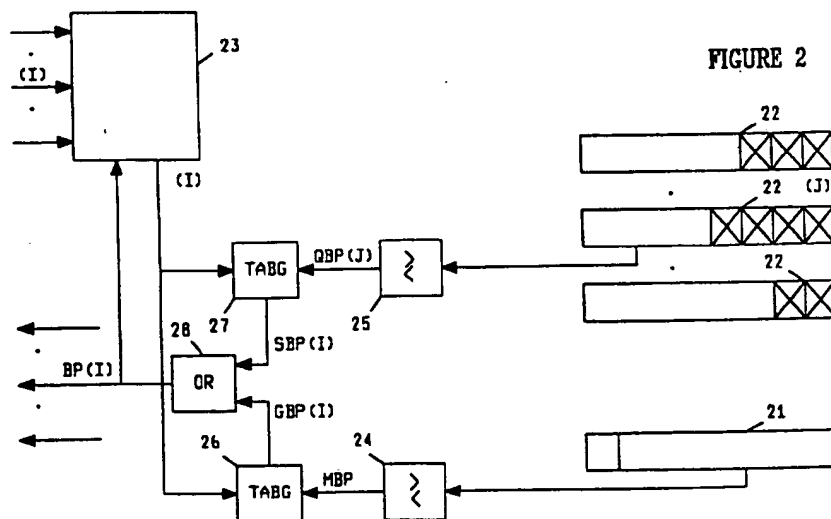 23
FIGURE 2
(I)
22
(I)
22
(J)
TABG
QBP(J)
22
27
25
28
SBP(I)
BP(I)
OR
GBP(I)
21
26
24
TABG
MBP